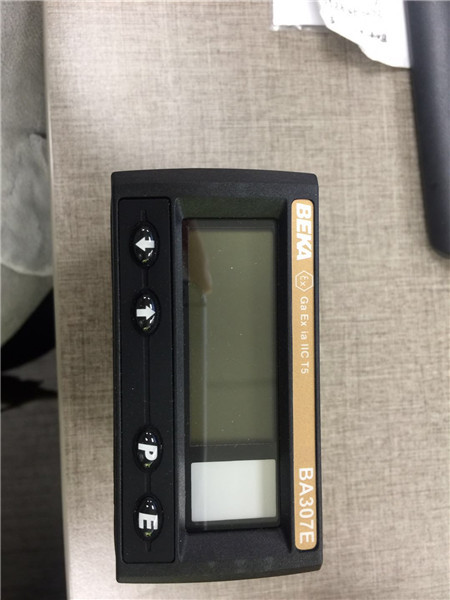 BEKA Ex Ga Ex ia IIC T5 BA307E
↓ ↑ P E